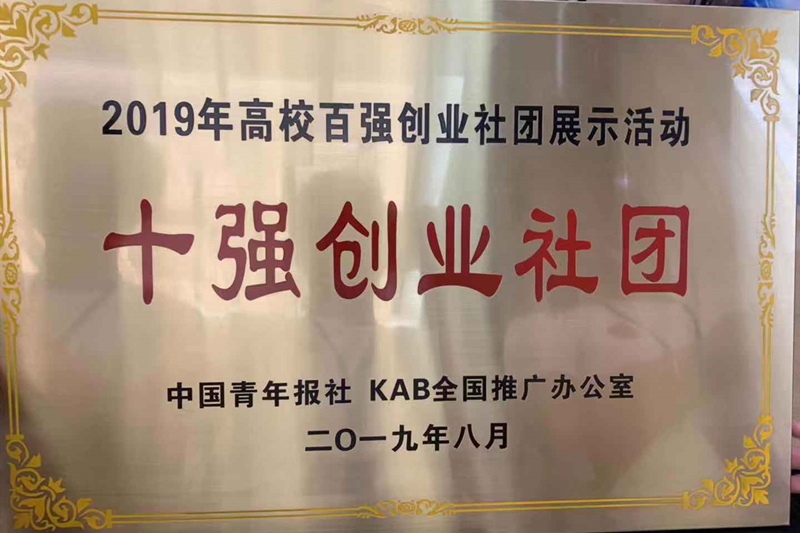 2019年高校百强创业社团展示活动
十强创业社团
中国青年报社 KAB全国推广办公室
二〇一九年八月